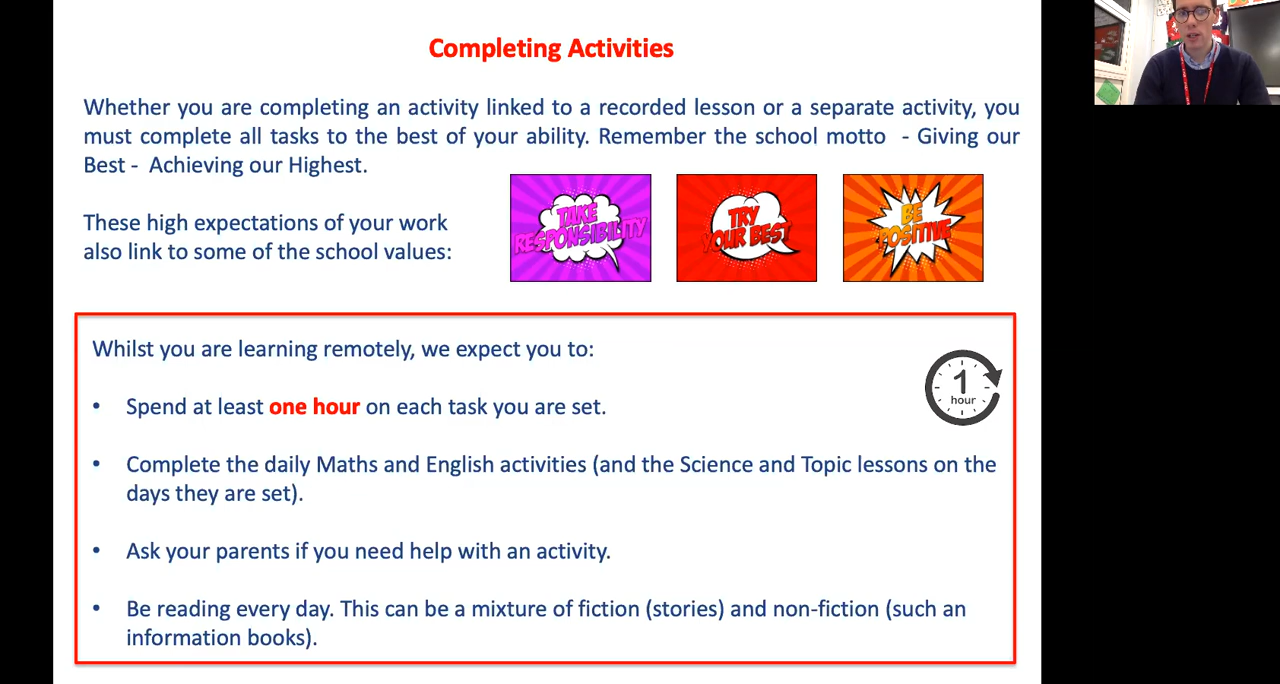 Completing Activities
Whether you are completing an activity linked to a recorded lesson or a separate activity, you
must complete all tasks to the best of your ability. Remember the school motto - Giving our
Best - Achieving our Highest.
These high expectations of your work
also link to some of the school values:
TAKE
RESPONSIBILITY
TRY
YOUR BEST
BE
POSITIVE
Whilst you are learning remotely, we expect you to:
1
hour
• Spend at least one hour on each task you are set.
• Complete the daily Maths and English activities (and the Science and Topic lessons on the
days they are set).
• Ask your parents if you need help with an activity.
• Be reading every day. This can be a mixture of fiction (stories) and non-fiction (such an
information books).